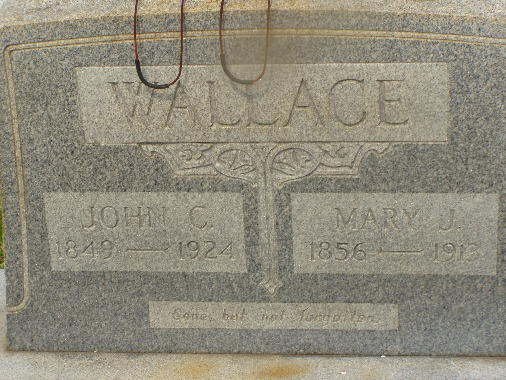 WALLACE
JOHN C. MARY J.
1849 — 1924 1856 — 1913
Gone, but not forgotten.